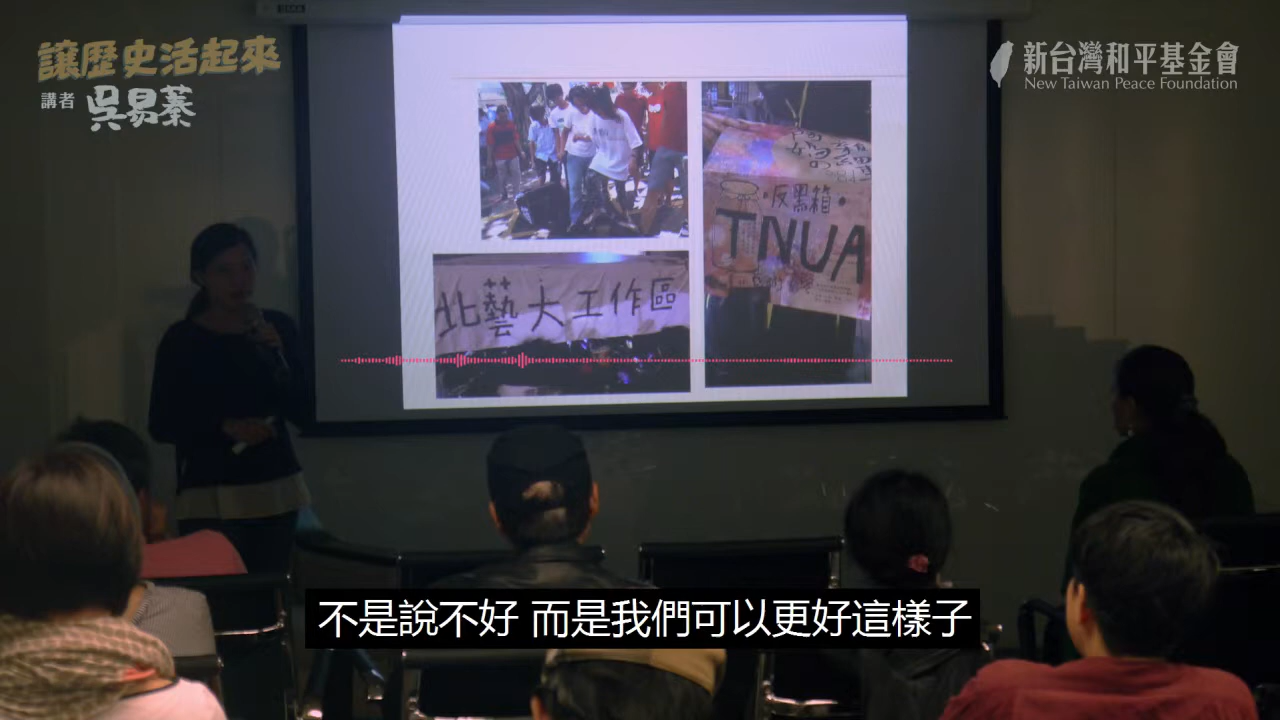 讓歷史活起來
講者 吳易蓁
新台灣和平基金會
New Taiwan Peace Foundation
•反黑箱•
TNUA
北藝大工作區
不是說不好 而是我們可以更好這樣子